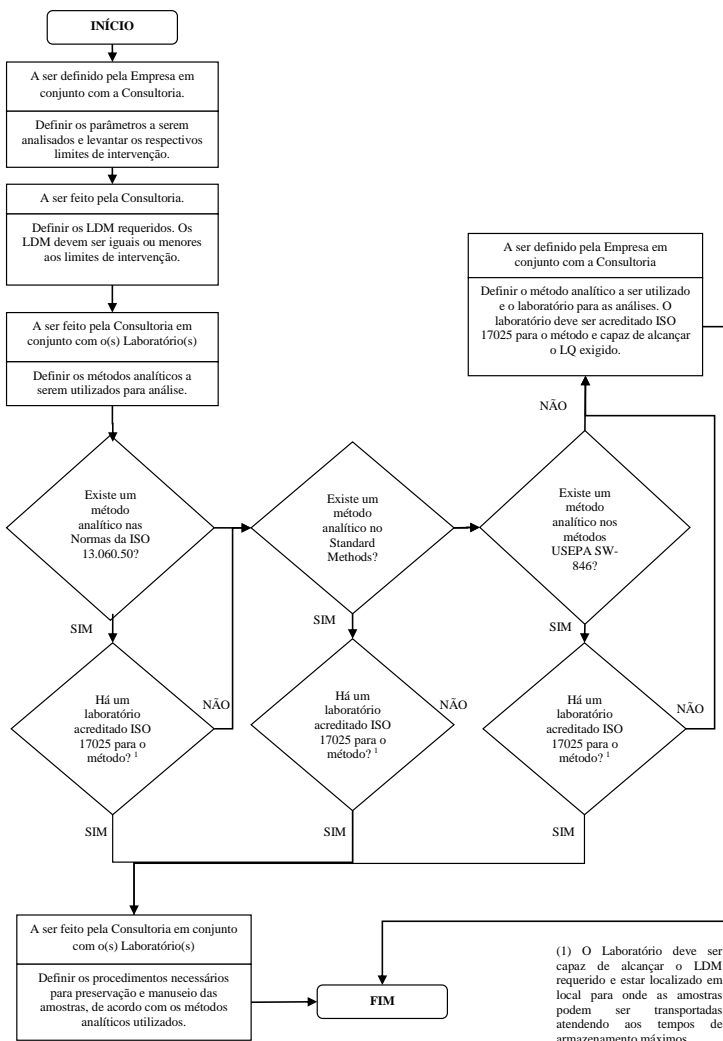 INÍCIO
A ser definido pela Empresa em
conjunto com a Consultoria.
Definir os parâmetros a serem
analisados e levantar os respectivos
limites de intervenção.
A ser feito pela Consultoria.
Definir os LDM requeridos. Os
LDM devem ser iguais ou menores
aos limites de intervenção.
A ser feito pela Consultoria em
conjunto com o(s) Laboratório(s)
Definir os métodos analíticos a
serem utilizados para análise.
A ser definido pela Empresa em
conjunto com a Consultoria
Definir o método analítico a ser utilizado
e o laboratório para as análises. O
laboratório deve ser acreditado ISO
17025 para o método e capaz de alcançar
o LQ exigido.
NÃO
Existe um
método
analítico nas
Normas da ISO
13.060.50?
Existe um
método
analítico no
Standard
Methods?
Existe um
método
analítico nos
métodos
USEPA SW-
846?
SIM
SIM
SIM
Há um
laboratório
acreditado ISO
17025 para o
método? 1
NÃO
Há um
laboratório
acreditado ISO
17025 para o
método? 1
NÃO
Há um
laboratório
acreditado ISO
17025 para o
método? 1
NÃO
SIM
SIM
SIM
A ser feito pela Consultoria em conjunto
com o(s) Laboratório(s)
Definir os procedimentos necessários
para preservação e manuseio das
amostras, de acordo com os métodos
analíticos utilizados.
FIM
(1) O Laboratório deve ser
capaz de alcançar o LDM
requerido e estar localizado em
local para onde as amostras
podem ser transportadas
atendendo aos tempos de
armazenamento máximos